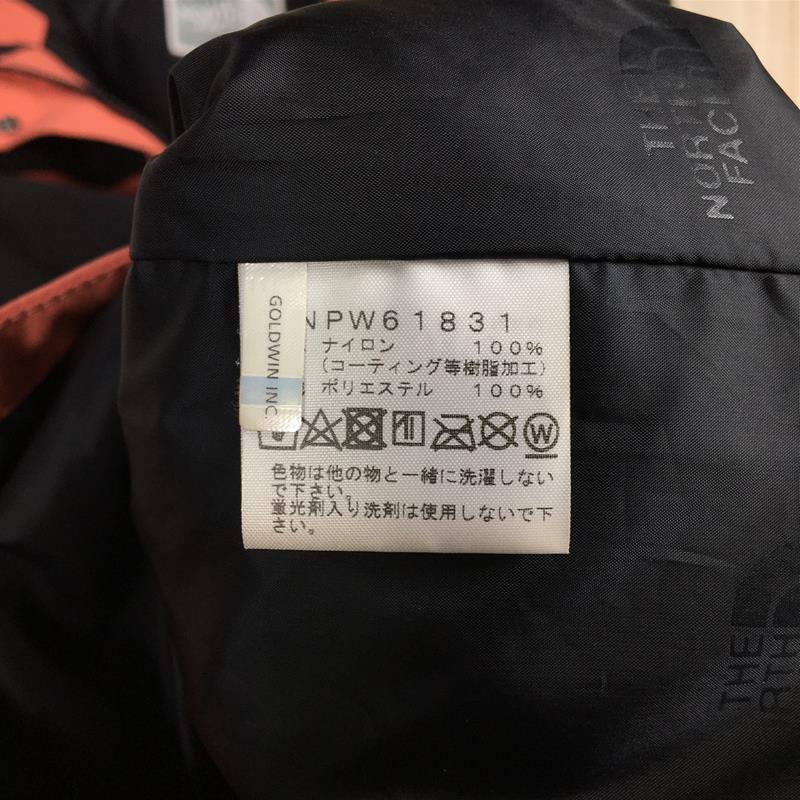 THE
NORTH
FACE
GOLDWIN INC.
NPW61831
ナイロン 100%
(コーティング等樹脂加工)
ポリエステル 100%
W
色物は他の物と一緒に洗濯しない
で下さい。
蛍光剤入り洗剤は使用しないで下
さい。
THE